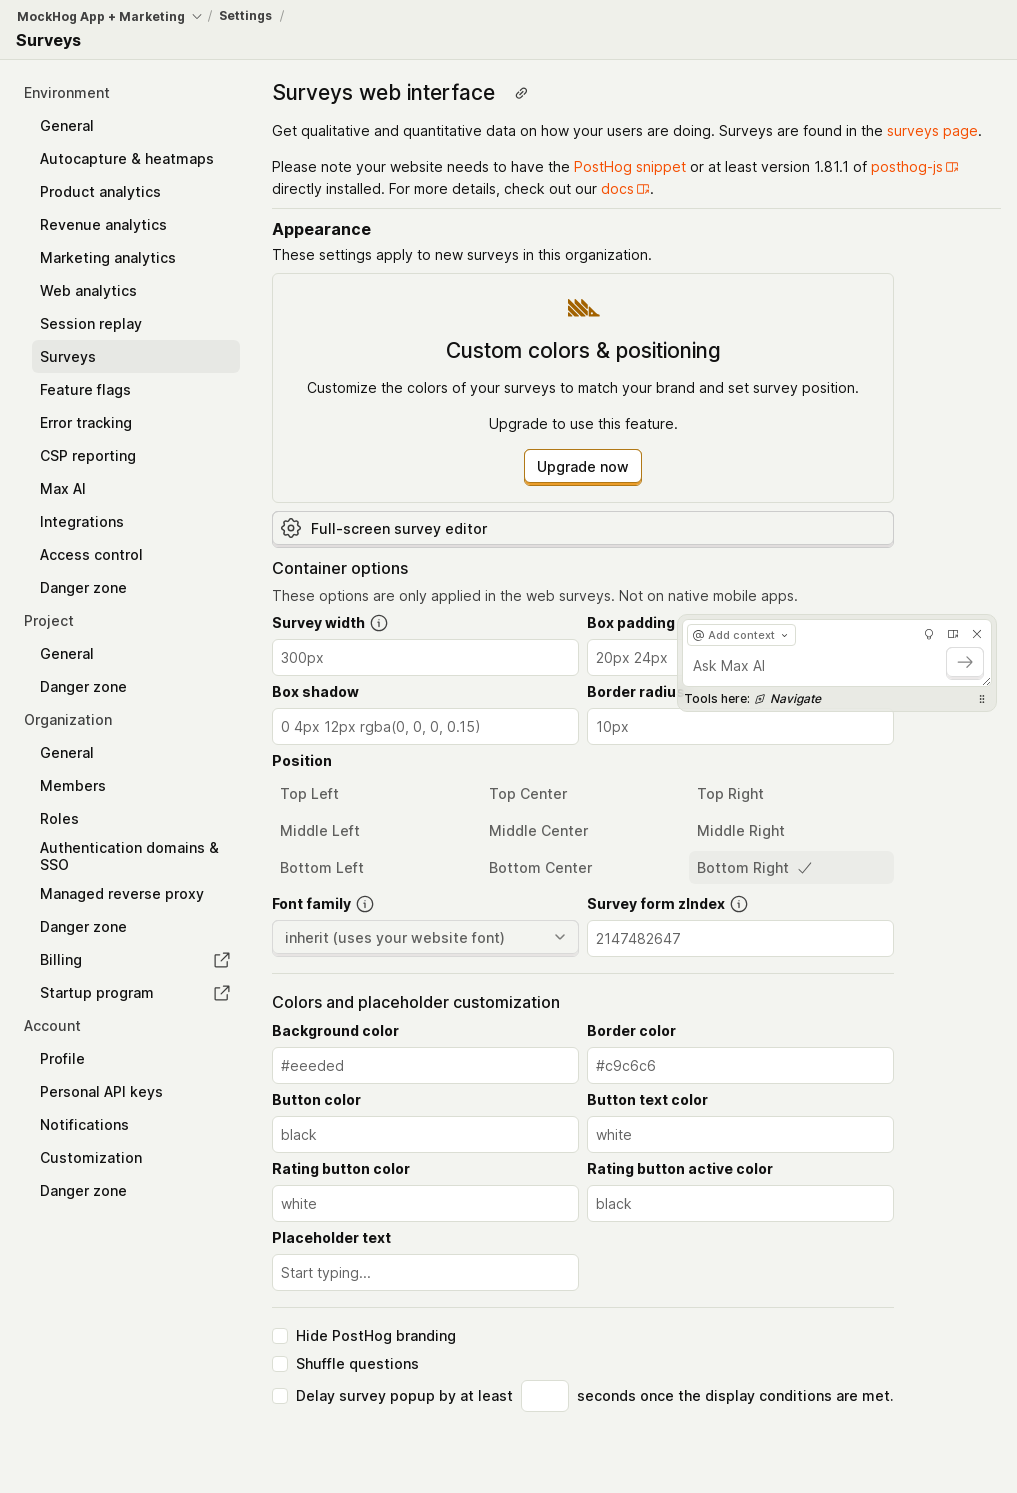 MockHog App + Marketing / Settings /
Surveys
Environment
General
Autocapture & heatmaps
Product analytics
Revenue analytics
Marketing analytics
Web analytics
Session replay
Surveys
Feature flags
Error tracking
CSP reporting
Max AI
Integrations
Access control
Danger zone
Project
General
Danger zone
Organization
General
Members
Roles
Authentication domains &
SSO
Managed reverse proxy
Danger zone
Billing
Startup program
Account
Profile
Personal API keys
Notifications
Customization
Danger zone
Surveys web interface
Get qualitative and quantitative data on how your users are doing. Surveys are found in the surveys page.
Please note your website needs to have the PostHog snippet or at least version 1.81.1 of posthog-js
directly installed. For more details, check out our docs.
Appearance
These settings apply to new surveys in this organization.
Custom colors & positioning
Customize the colors of your surveys to match your brand and set survey position.
Upgrade to use this feature.
Upgrade now
Full-screen survey editor
Container options
These options are only applied in the web surveys. Not on native mobile apps.
Survey width
Box padding
300px
20px 24px
@ Add context
Ask Max AI
Tools here: Navigate
Box shadow
Border radius
0 4px 12px rgba(0, 0, 0, 0.15)
10px
Position
Top Left
Top Center
Top Right
Middle Left
Middle Center
Middle Right
Bottom Left
Bottom Center
Bottom Right
Font family
Survey form zIndex
inherit (uses your website font)
2147482647
Colors and placeholder customization
Background color
Border color
#eeeded
#c9c6c6
Button color
Button text color
black
white
Rating button color
Rating button active color
white
black
Placeholder text
Start typing...
Hide PostHog branding
Shuffle questions
Delay survey popup by at least seconds once the display conditions are met.